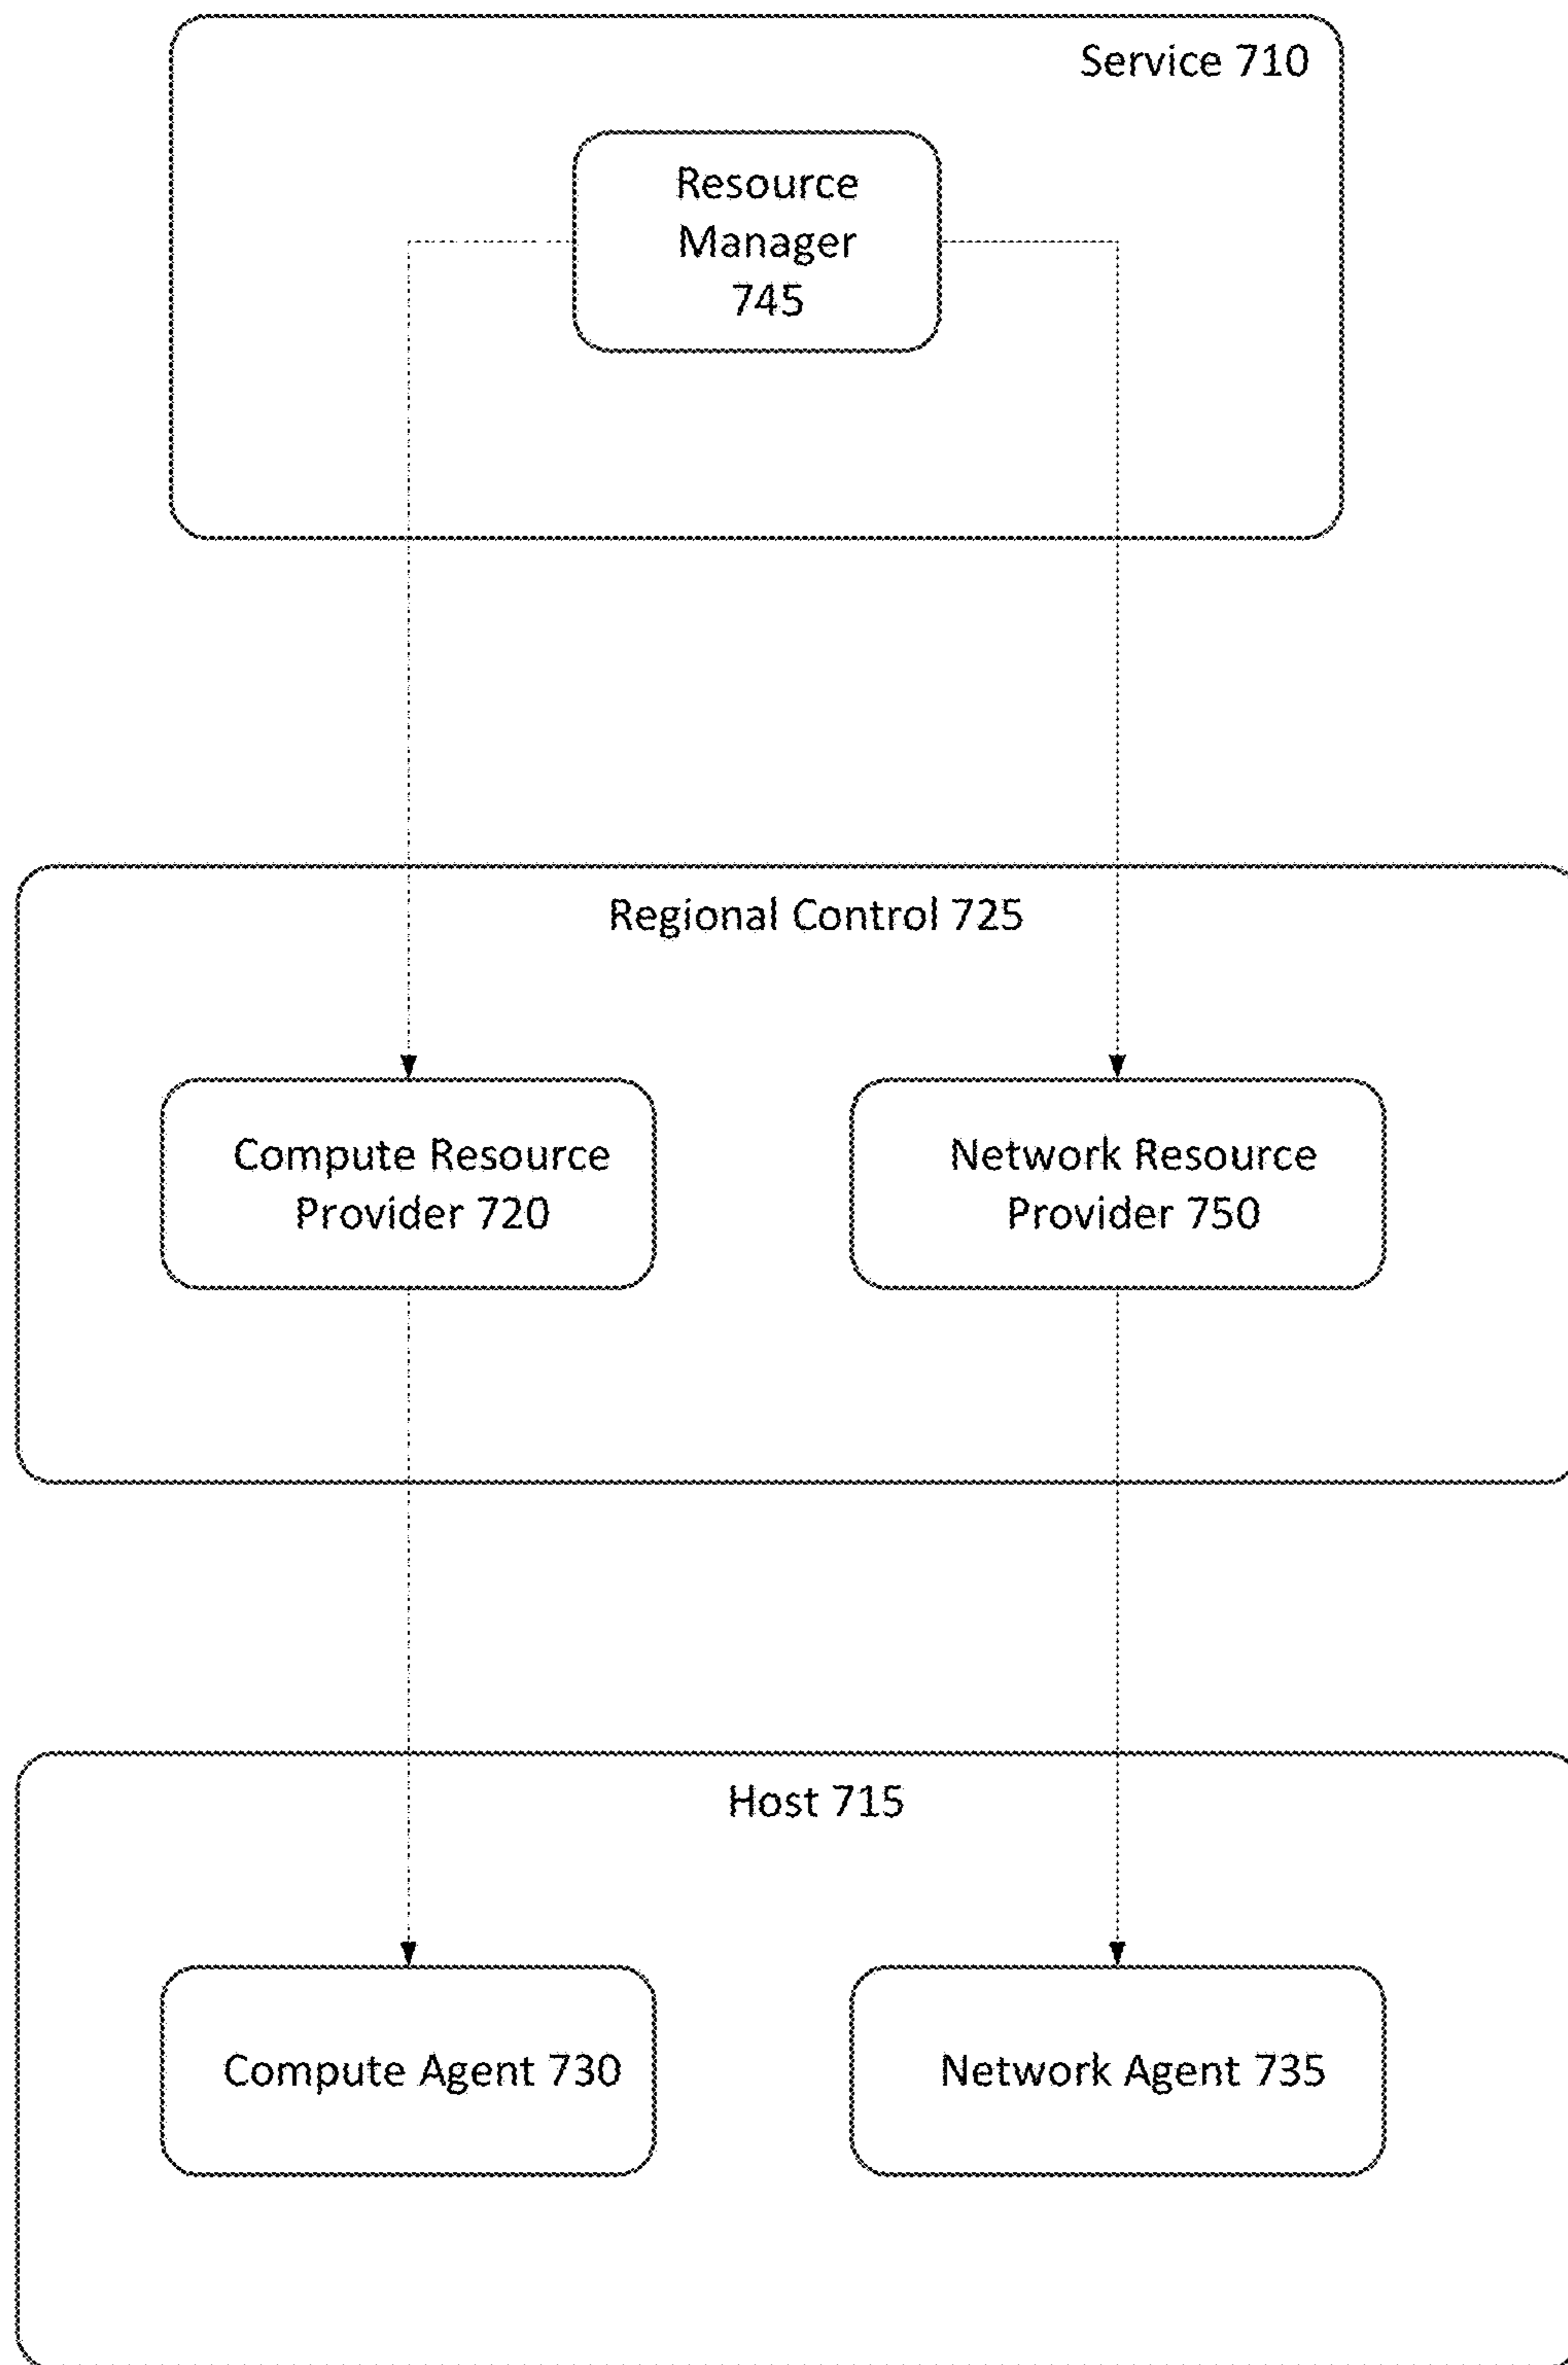 Service 710
Resource
Manager
745
Regional Control 725
Compute Resource
Provider 720
Network Resource
Provider 750
Host 715
Compute Agent 730
Network Agent 735